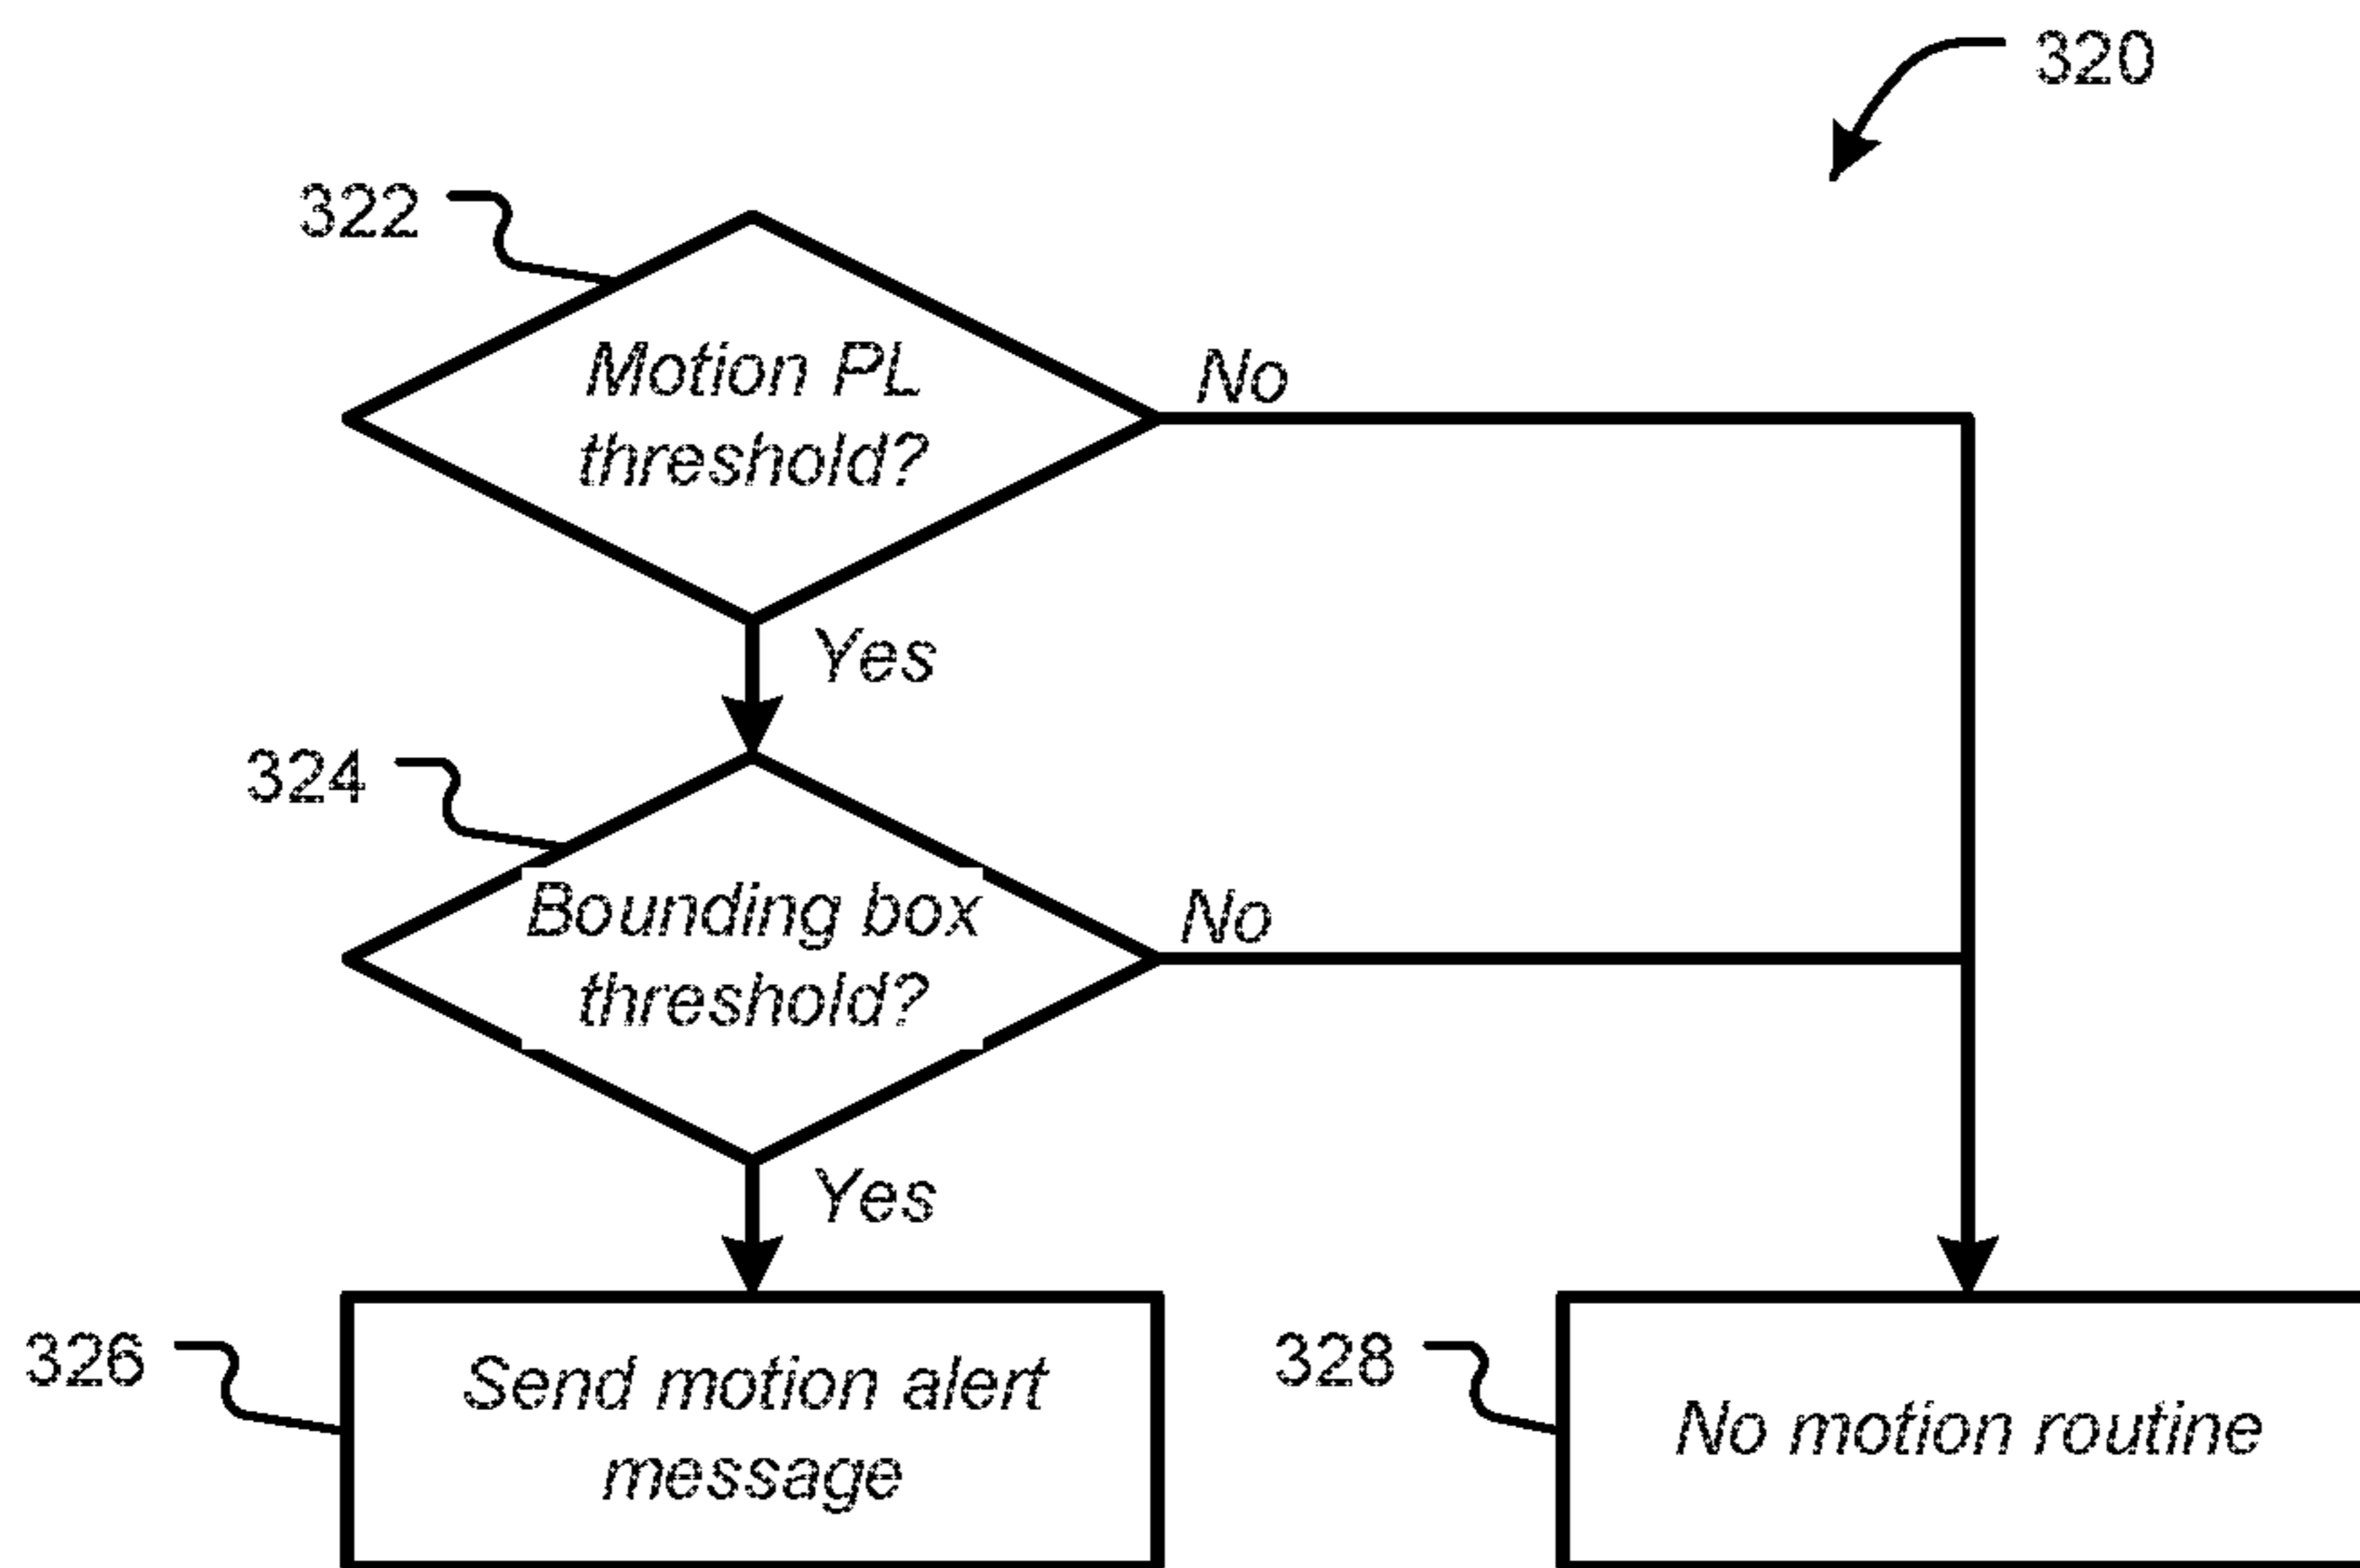 320
322
Motion PL
threshold?
No
Yes
324
Bounding box
threshold?
No
Yes
326
Send motion alert
message
328
No motion routine